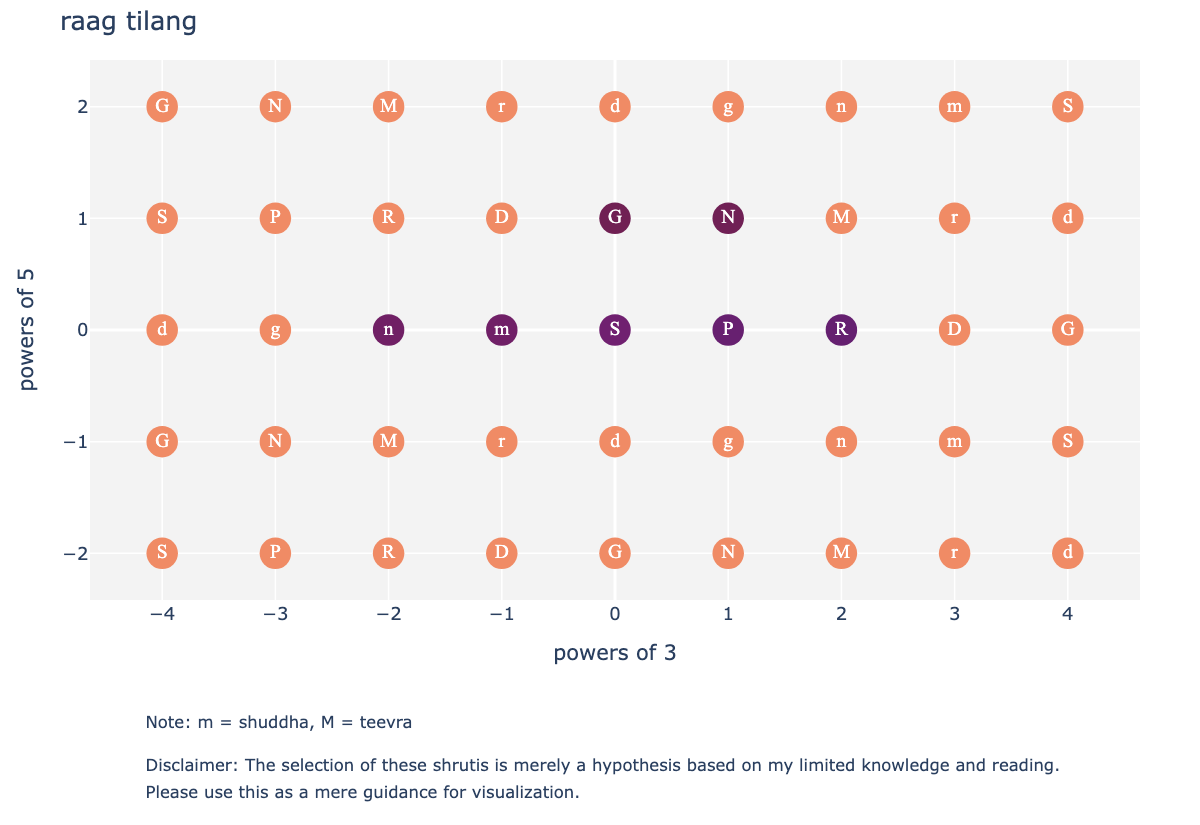 raag tilang
2 G N M r d g n m S
1 S P R D G N M r d
0 d g n m S P R D G
−1 G N M r d g n m S
−2 S P R D G N M r d
−4 −3 −2 −1 0 1 2 3 4
powers of 5
powers of 3
Note: m = shuddha, M = teevra
Disclaimer: The selection of these shrutis is merely a hypothesis based on my limited knowledge and reading.
Please use this as a mere guidance for visualization.